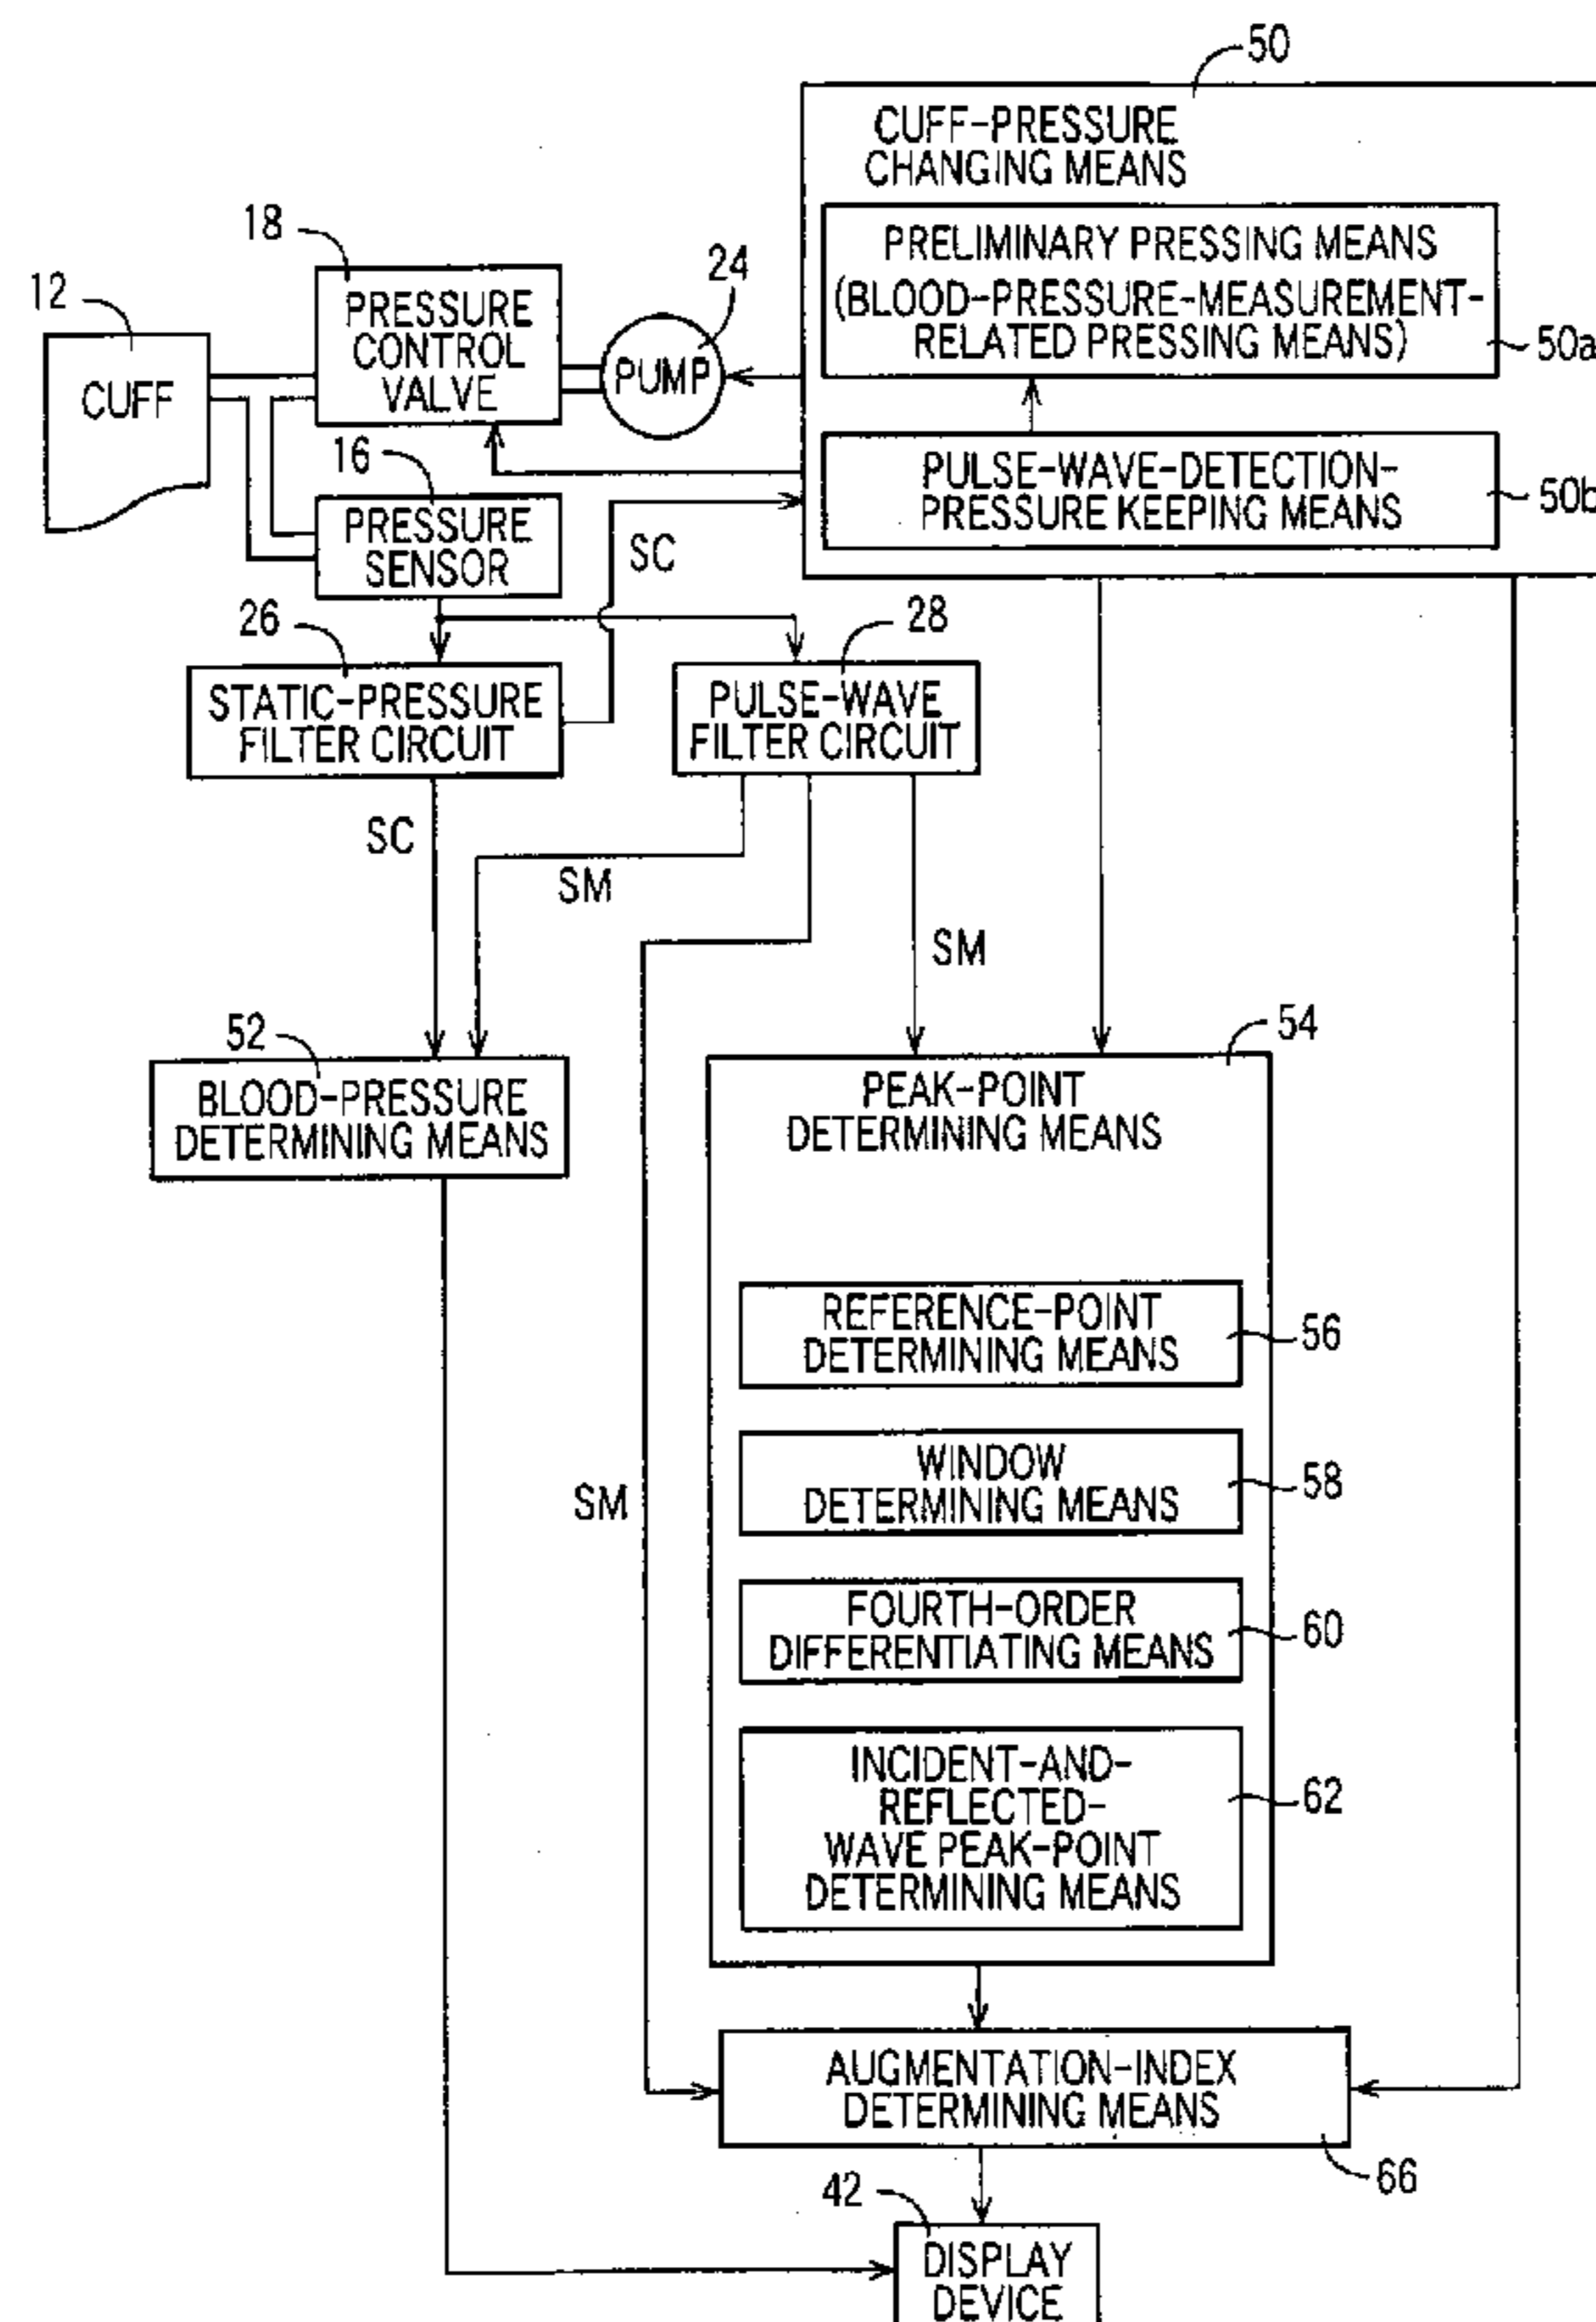 50
CUFF-PRESSURE
CHANGING MEANS
PRELIMINARY PRESSING MEANS
(BLOOD-PRESSURE-MEASUREMENT-
RELATED PRESSING MEANS)
50a
PULSE-WAVE-DETECTION-
PRESSURE KEEPING MEANS
50b
18
PRESSURE
CONTROL
VALVE
24
PUMP
12
CUFF
16
PRESSURE
SENSOR
SC
26
STATIC-PRESSURE
FILTER CIRCUIT
28
PULSE-WAVE
FILTER CIRCUIT
SC
SM
SM
52
BLOOD-PRESSURE
DETERMINING MEANS
54
PEAK-POINT
DETERMINING MEANS
REFERENCE-POINT
DETERMINING MEANS
56
WINDOW
DETERMINING MEANS
58
SM
FOURTH-ORDER
DIFFERENTIATING MEANS
60
INCIDENT-AND-
REFLECTED-
WAVE PEAK-POINT
DETERMINING MEANS
62
AUGMENTATION-INDEX
DETERMINING MEANS
66
42
DISPLAY
DEVICE